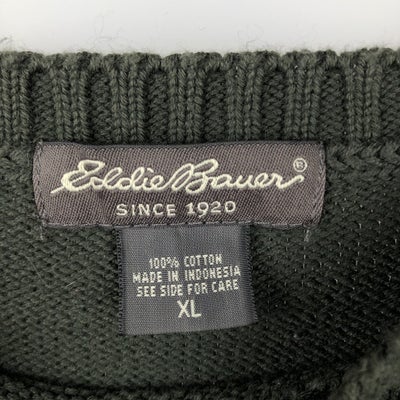 Eddie Bauer®
SINCE 1920
100% COTTON
MADE IN INDONESIA
SEE SIDE FOR CARE
XL